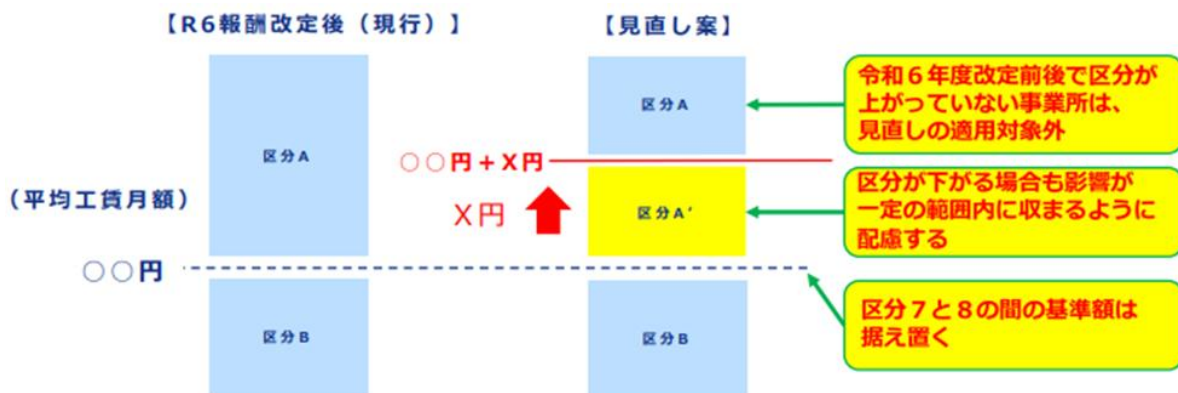 【R6報酬改定後（現行）】
【見直し案】
区分A
区分A
令和６年度改定前後で区分が
上がっていない事業所は、
見直しの適用対象外
○○円＋X円
（平均工賃月額）
X円
区分A’
区分が下がる場合も影響が
一定の範囲内に収まるように
配慮する
○○円
区分B
区分B
区分７と８の間の基準額は
据え置く